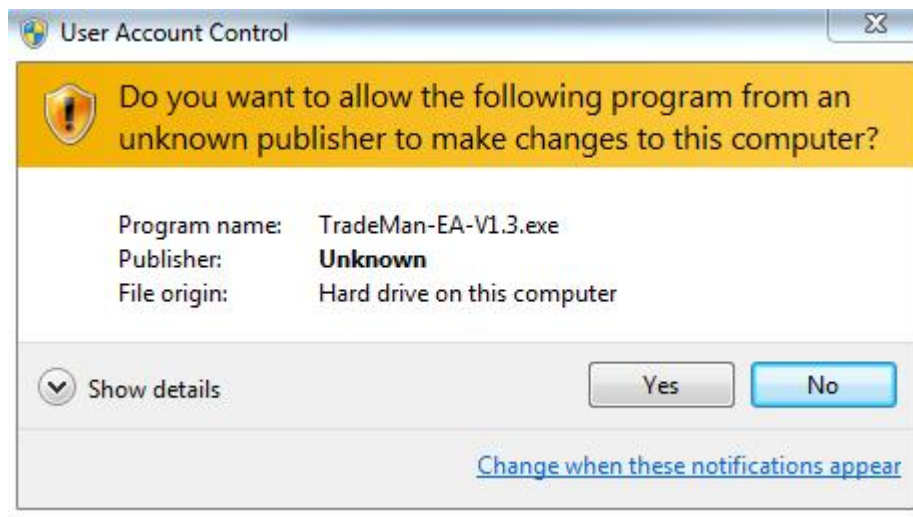 User Account Control
Do you want to allow the following program from an
unknown publisher to make changes to this computer?
Program name: TradeMan-EA-V1.3.exe
Publisher: Unknown
File origin: Hard drive on this computer
Show details
Yes No
Change when these notifications appear